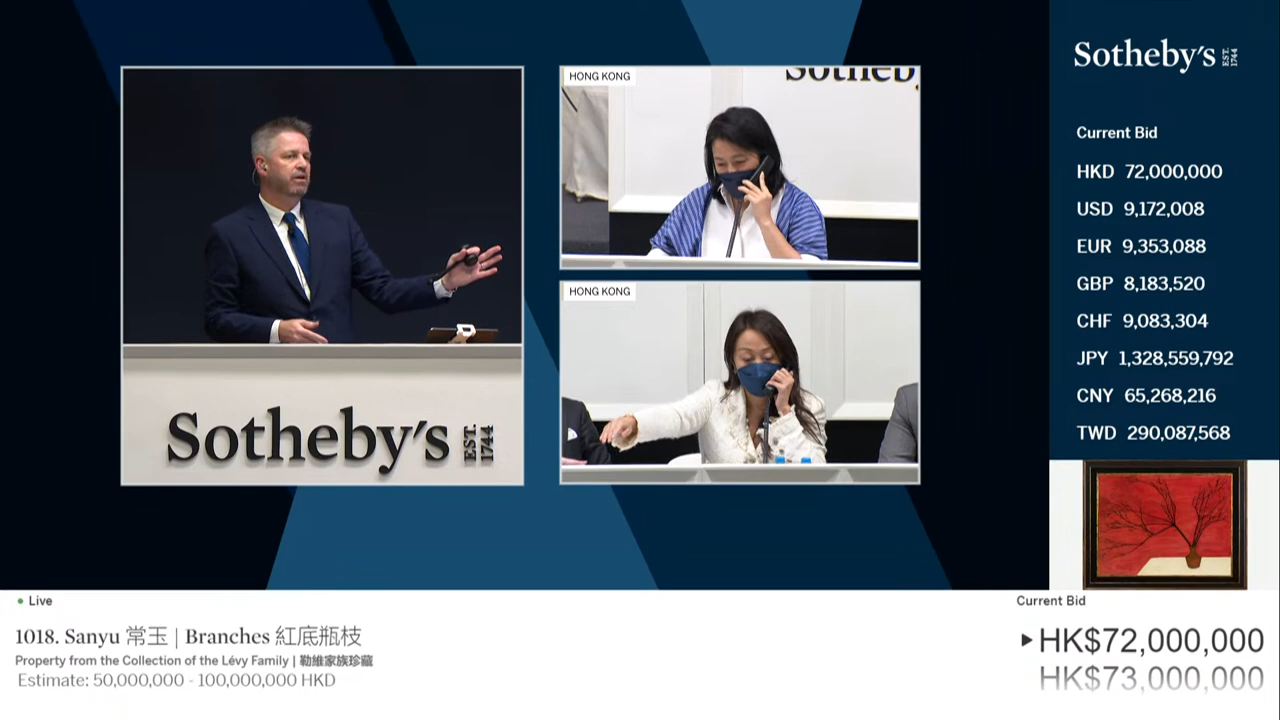 HONG KONG
Sotheb
HONG KONG
Sotheby's EST. 1744
Sotheby's EST. 1744
Current Bid
HKD 72,000,000
USD 9,172,008
EUR 9,353,088
GBP 8,183,520
CHF 9,083,304
JPY 1,328,559,792
CNY 65,268,216
TWD 290,087,568
Live
1018. Sanyu 常玉 | Branches 紅底瓶枝
Property from the Collection of the Lévy Family | 勒維家族珍藏
Estimate: 50,000,000 - 100,000,000 HKD
Current Bid
HK$72,000,000
HK$73,000,000